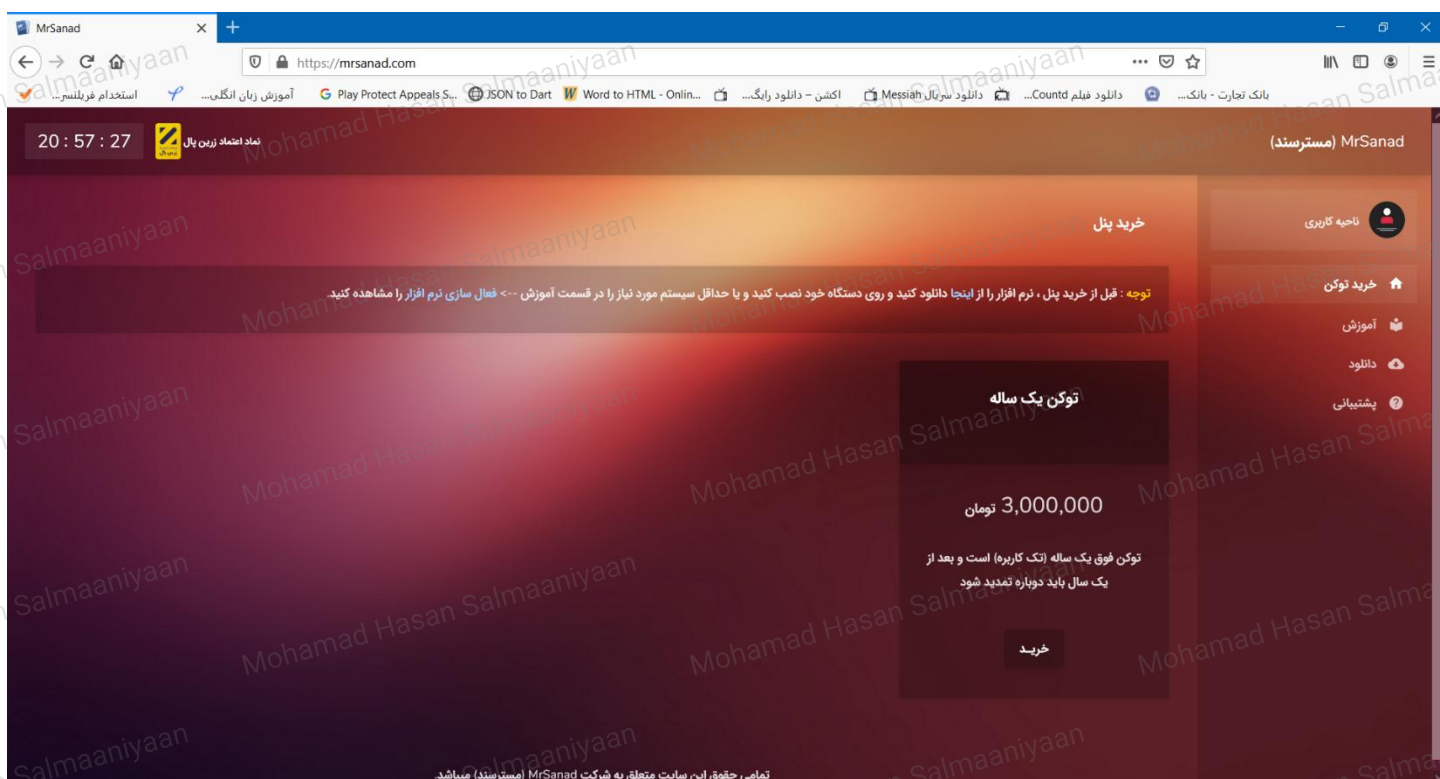 MrSanad
https://mrsanad.com
استخدام فریلنسر...
آموزش زبان انگلی...
Play Protect Appeals S...
JSON to Dart
Word to HTML - Onlin...
اکشن – دانلود رایگ...
دانلود سریال Messiah
دانلود فیلم Countd...
بانک تجارت - بانک...
MrSanad (مسترسند)
نماد اعتماد زرین پال
20 : 57 : 27
ناحیه کاربری
خرید توکن
آموزش
دانلود
پشتیبانی
خرید پنل
توجه : قبل از خرید پنل ، نرم افزار را از اینجا دانلود کنید و روی دستگاه خود نصب کنید و یا حداقل سیستم مورد نیاز را در قسمت آموزش --> فعال سازی نرم افزار را مشاهده کنید.
توکن یک ساله
3,000,000 تومان
توکن فوق یک ساله (تک کاربره) است و بعد از
یک سال باید دوباره تمدید شود
خریـد
تمامی حقوق این سایت متعلق به شرکت MrSanad (مسترسند) میباشد.
Mohamad Hasan Salmaaniyaan